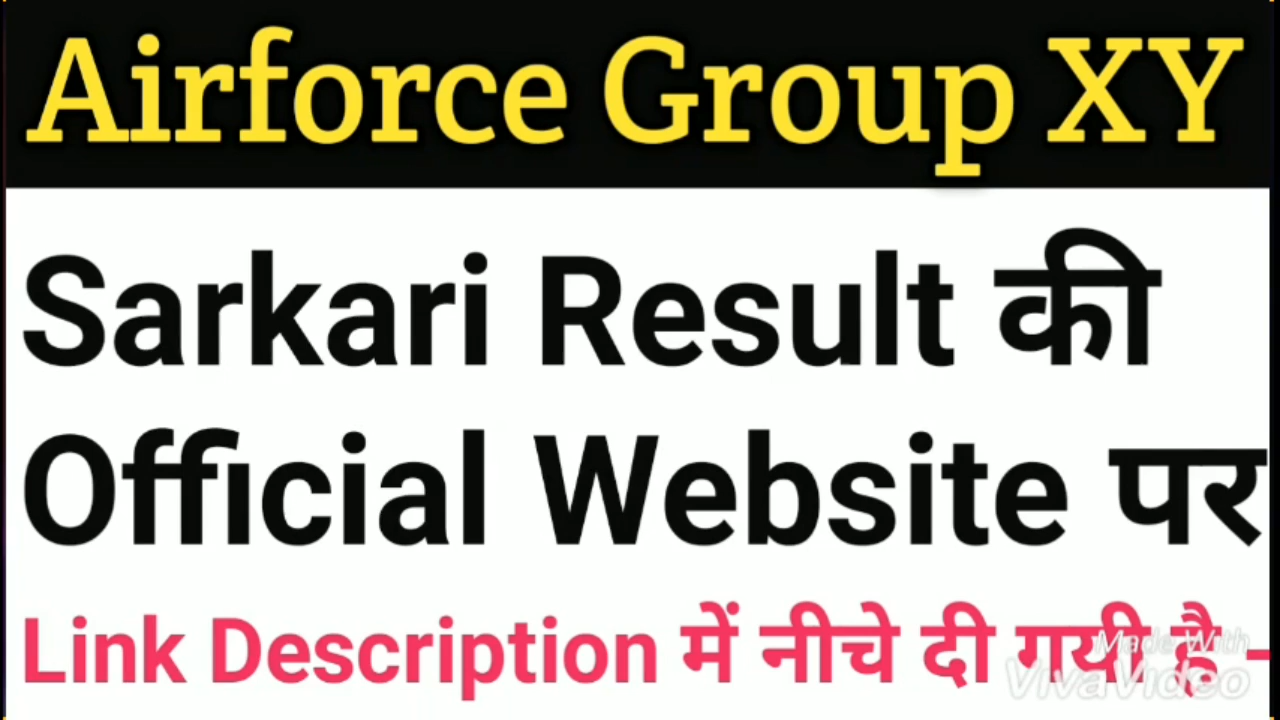 Airforce Group XY
Sarkari Result की
Official Website पर
Link Description में नीचे दी गयी है -
Made With
VivaVideo